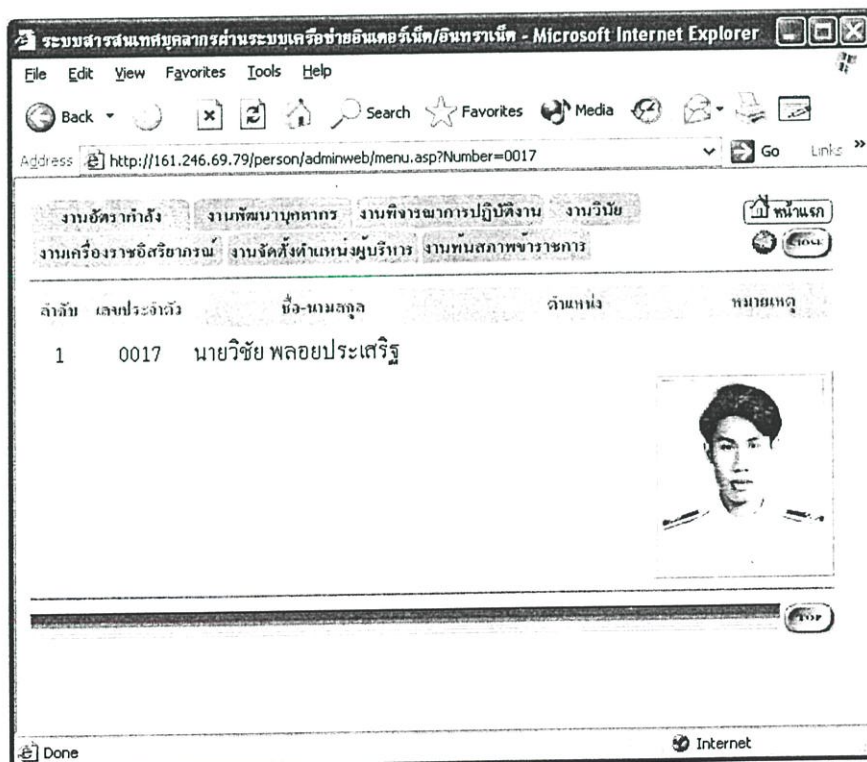 ระบบสารสนเทศบุคลากรผ่านระบบเครือข่ายอินเตอร์เน็ต/อินทราเน็ต - Microsoft Internet Explorer
File Edit View Favorites Tools Help
Back Search Favorites Media
Address http://161.246.69.79/person/adminweb/menu.asp?Number=0017 Go Links »
งานอัตรากำลัง งานพัฒนาบุคลากร งานพิจารณาการปฏิบัติงาน งานวินัย หน้าแรก
งานเครื่องราชอิสริยาภรณ์ งานจัดตั้งตำแหน่งผู้บริหาร งานพ้นสภาพข้าราชการ CLOSE
ลำดับ เลขประจำตัว ชื่อ-นามสกุล ตำแหน่ง หมายเหตุ
1 0017 นายวิชัย พลอยประเสริฐ
TOP
Done Internet